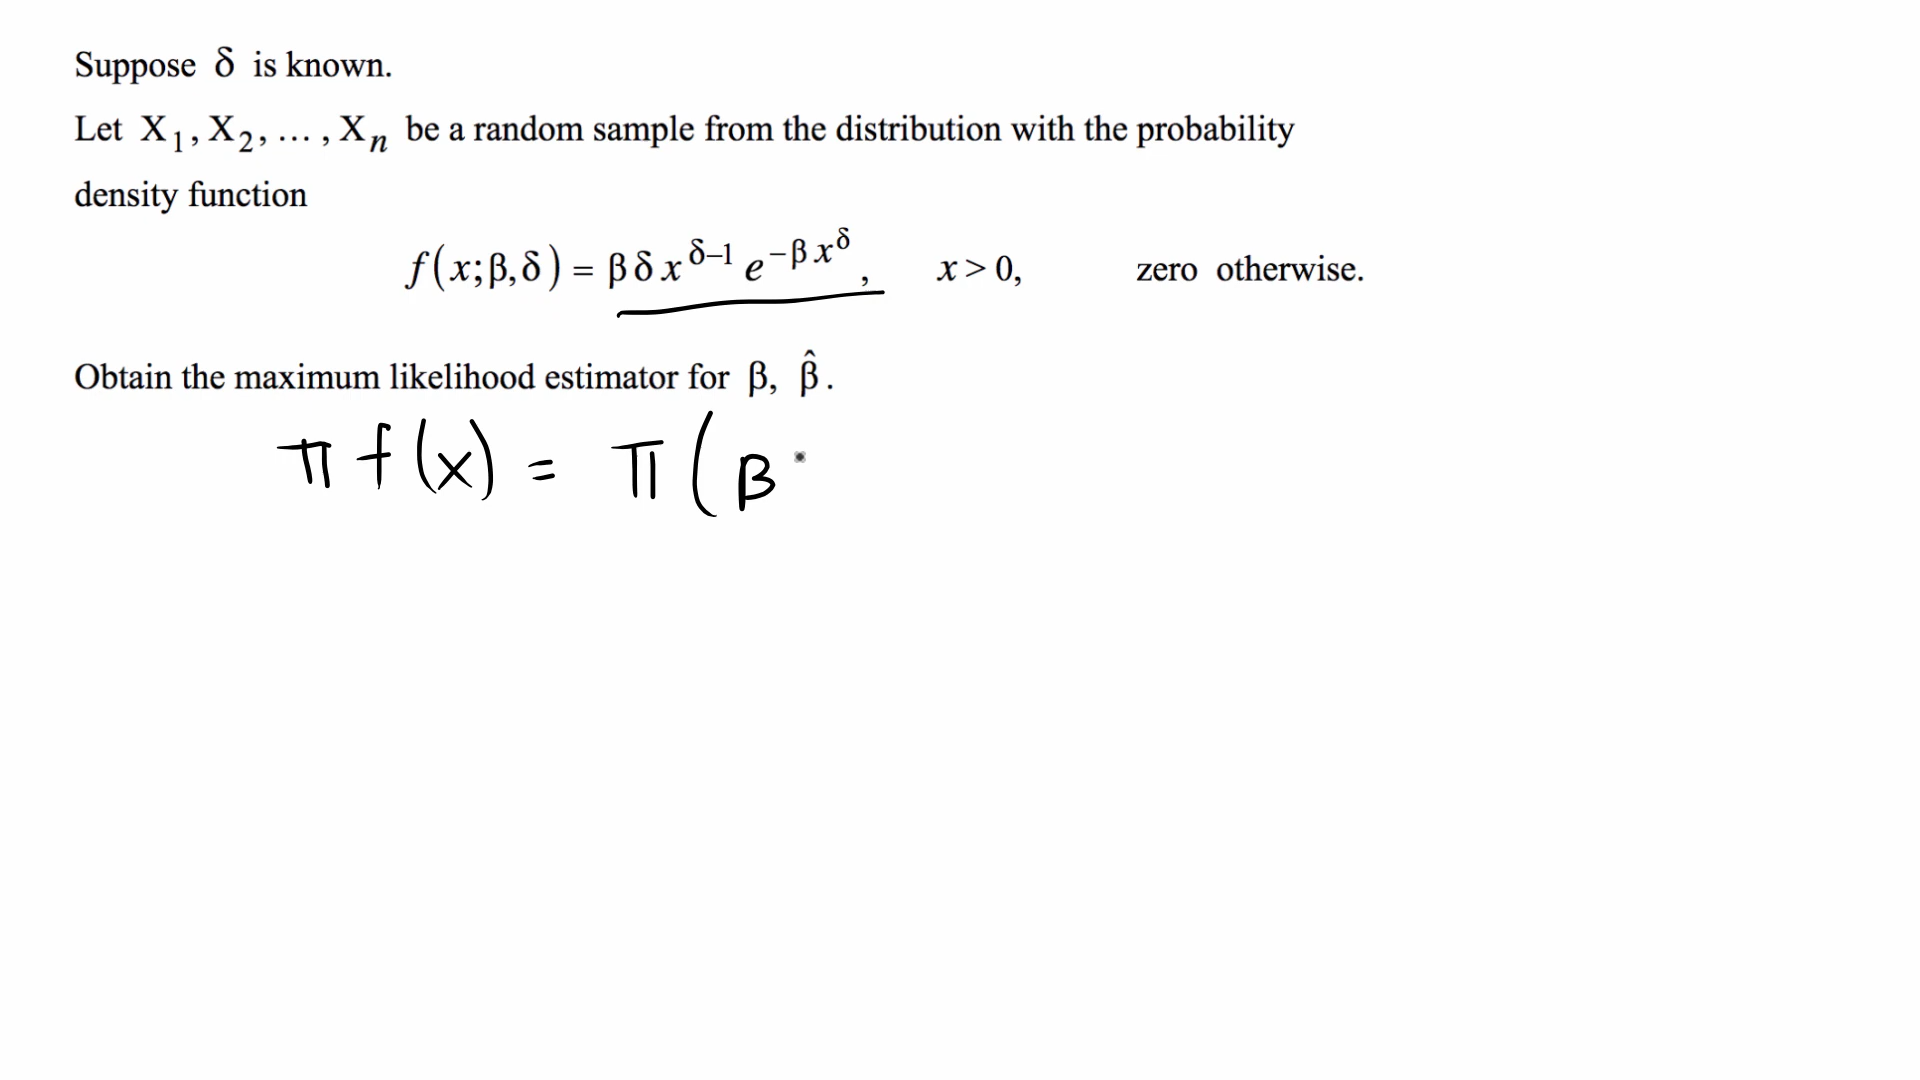 Suppose δ is known.
Let X₁, X₂, … , Xₙ be a random sample from the distribution with the probability
density function
f(x;β,δ) = β δ x^{δ–1} e^{–β x^δ}, x > 0, zero otherwise.
Obtain the maximum likelihood estimator for β, β̂.
π f(x) = π ( β